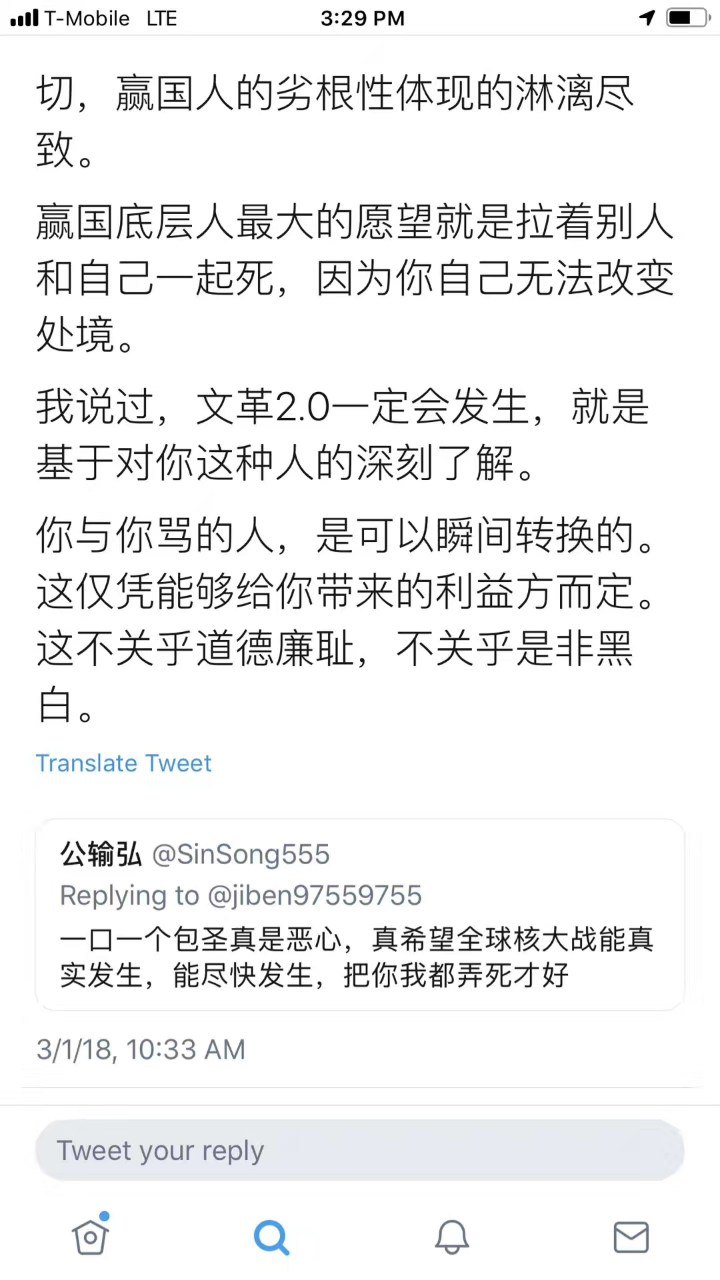 T-Mobile LTE 3:29 PM
切，赢国人的劣根性体现的淋漓尽
致。
赢国底层人最大的愿望就是拉着别人
和自己一起死，因为你自己无法改变
处境。
我说过，文革2.0一定会发生，就是
基于对你这种人的深刻了解。
你与你骂的人，是可以瞬间转换的。
这仅凭能够给你带来的利益方而定。
这不关乎道德廉耻，不关乎是非黑
白。
Translate Tweet
公输弘 @SinSong555
Replying to @jiben97559755
一口一个包圣真是恶心，真希望全球核大战能真
实发生，能尽快发生，把你我都弄死才好
3/1/18, 10:33 AM
Tweet your reply